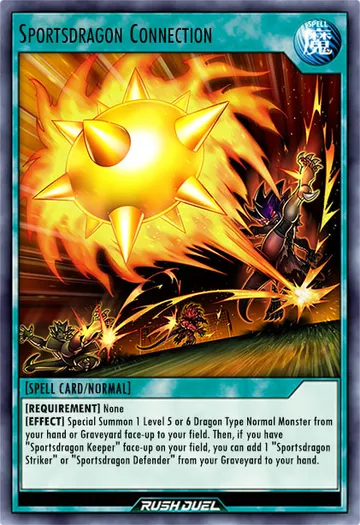 Sportsdragon Connection
SPELL
魔
[SPELL CARD/NORMAL]
[REQUIREMENT] None
[EFFECT] Special Summon 1 Level 5 or 6 Dragon Type Normal Monster from
your hand or Graveyard face-up to your field. Then, if you have
"Sportsdragon Keeper" face-up on your field, you can add 1 "Sportsdragon
Striker" or "Sportsdragon Defender" from your Graveyard to your hand.
RUSH DUEL